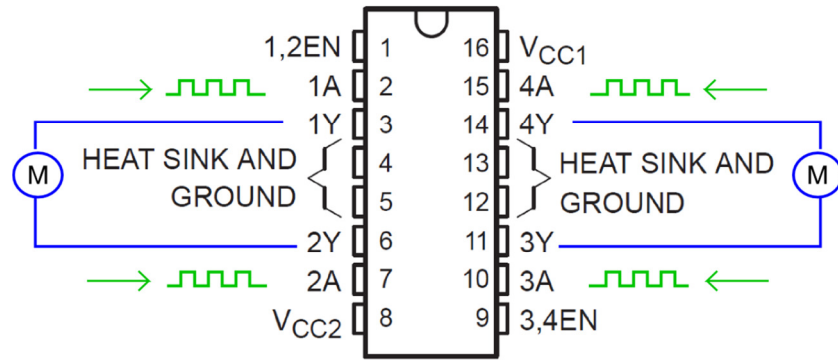 1,2EN 1 16 VCC1
1A 2 15 4A
1Y 3 14 4Y
M HEAT SINK AND 4 13 HEAT SINK AND M
GROUND 5 12 GROUND
2Y 6 11 3Y
2A 7 10 3A
VCC2 8 9 3,4EN